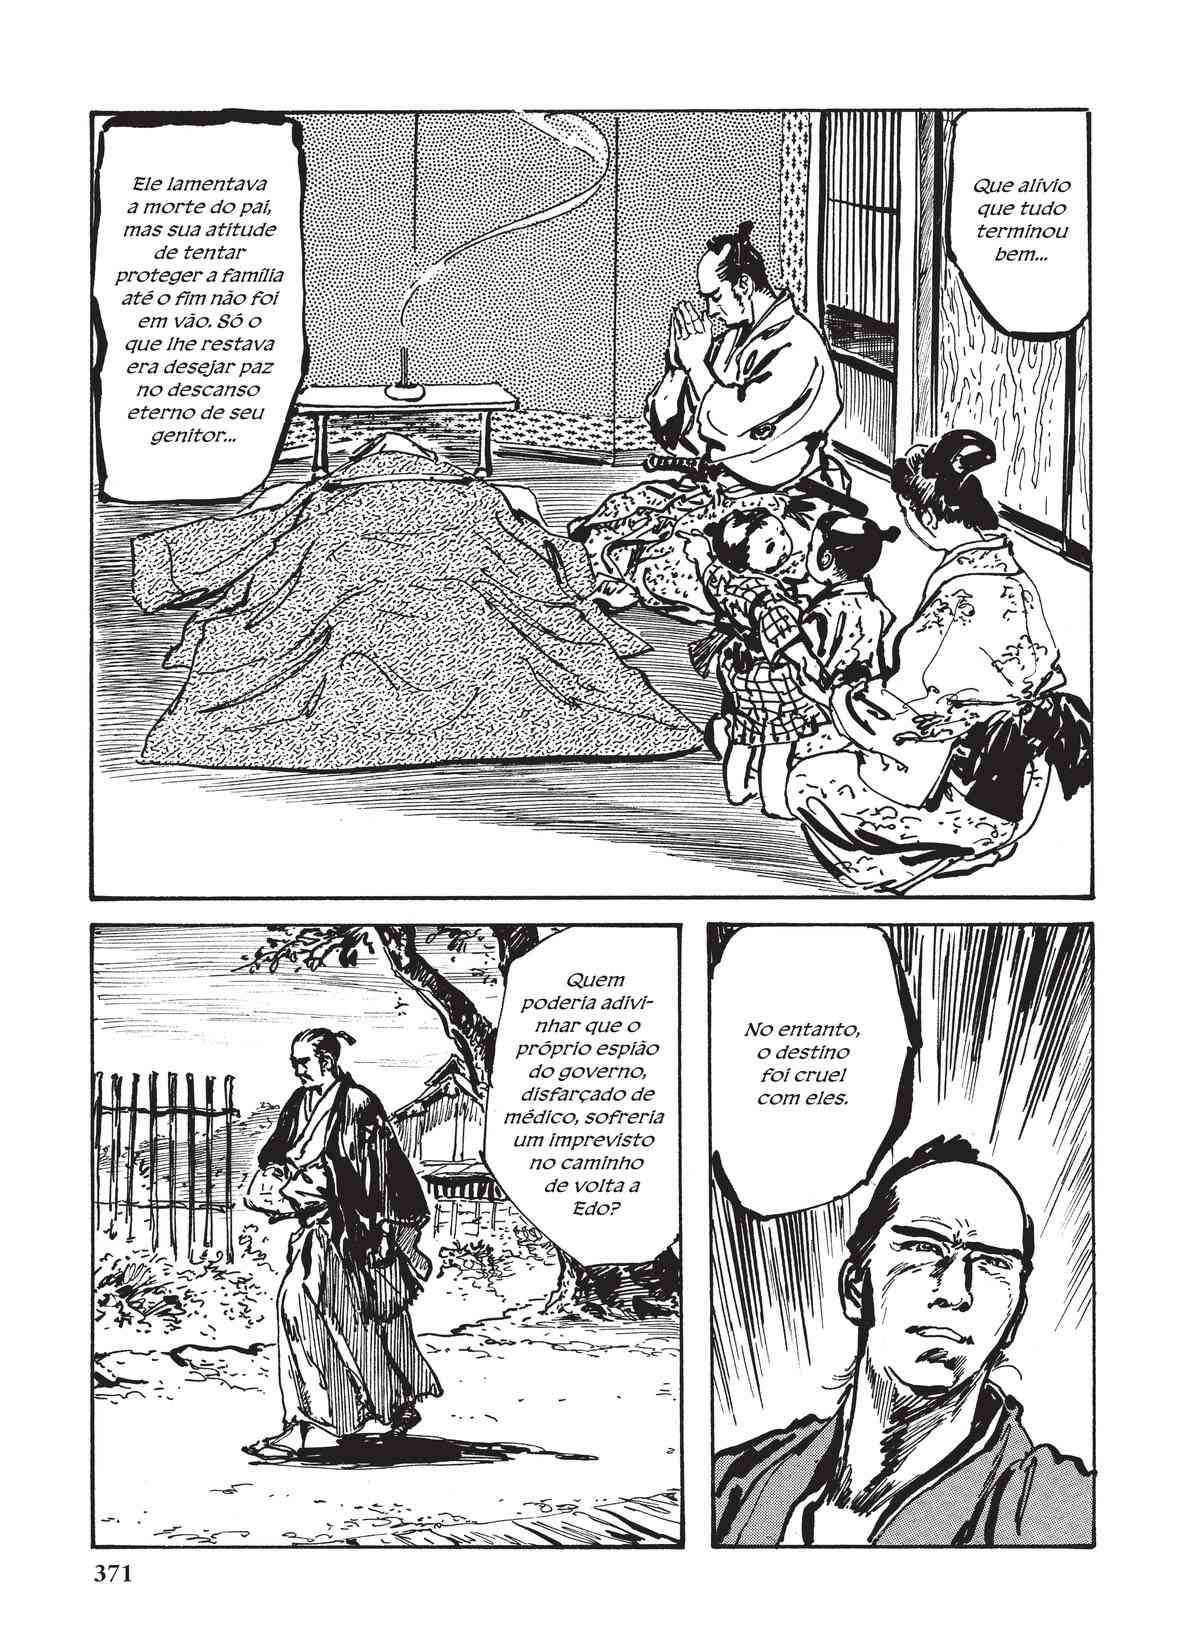 Que alívio
que tudo
terminou
bem...
Ele lamentava
a morte do pai,
mas sua atitude
de tentar
proteger a família
até o fim não foi
em vão. Só o
que lhe restava
era desejar paz
no descanso
eterno de seu
genitor...
No entanto,
o destino
foi cruel
com eles.
Quem
poderia adivi-
nhar que o
próprio espião
do governo,
disfarçado de
médico, sofreria
um imprevisto
no caminho
de volta a
Edo?
371